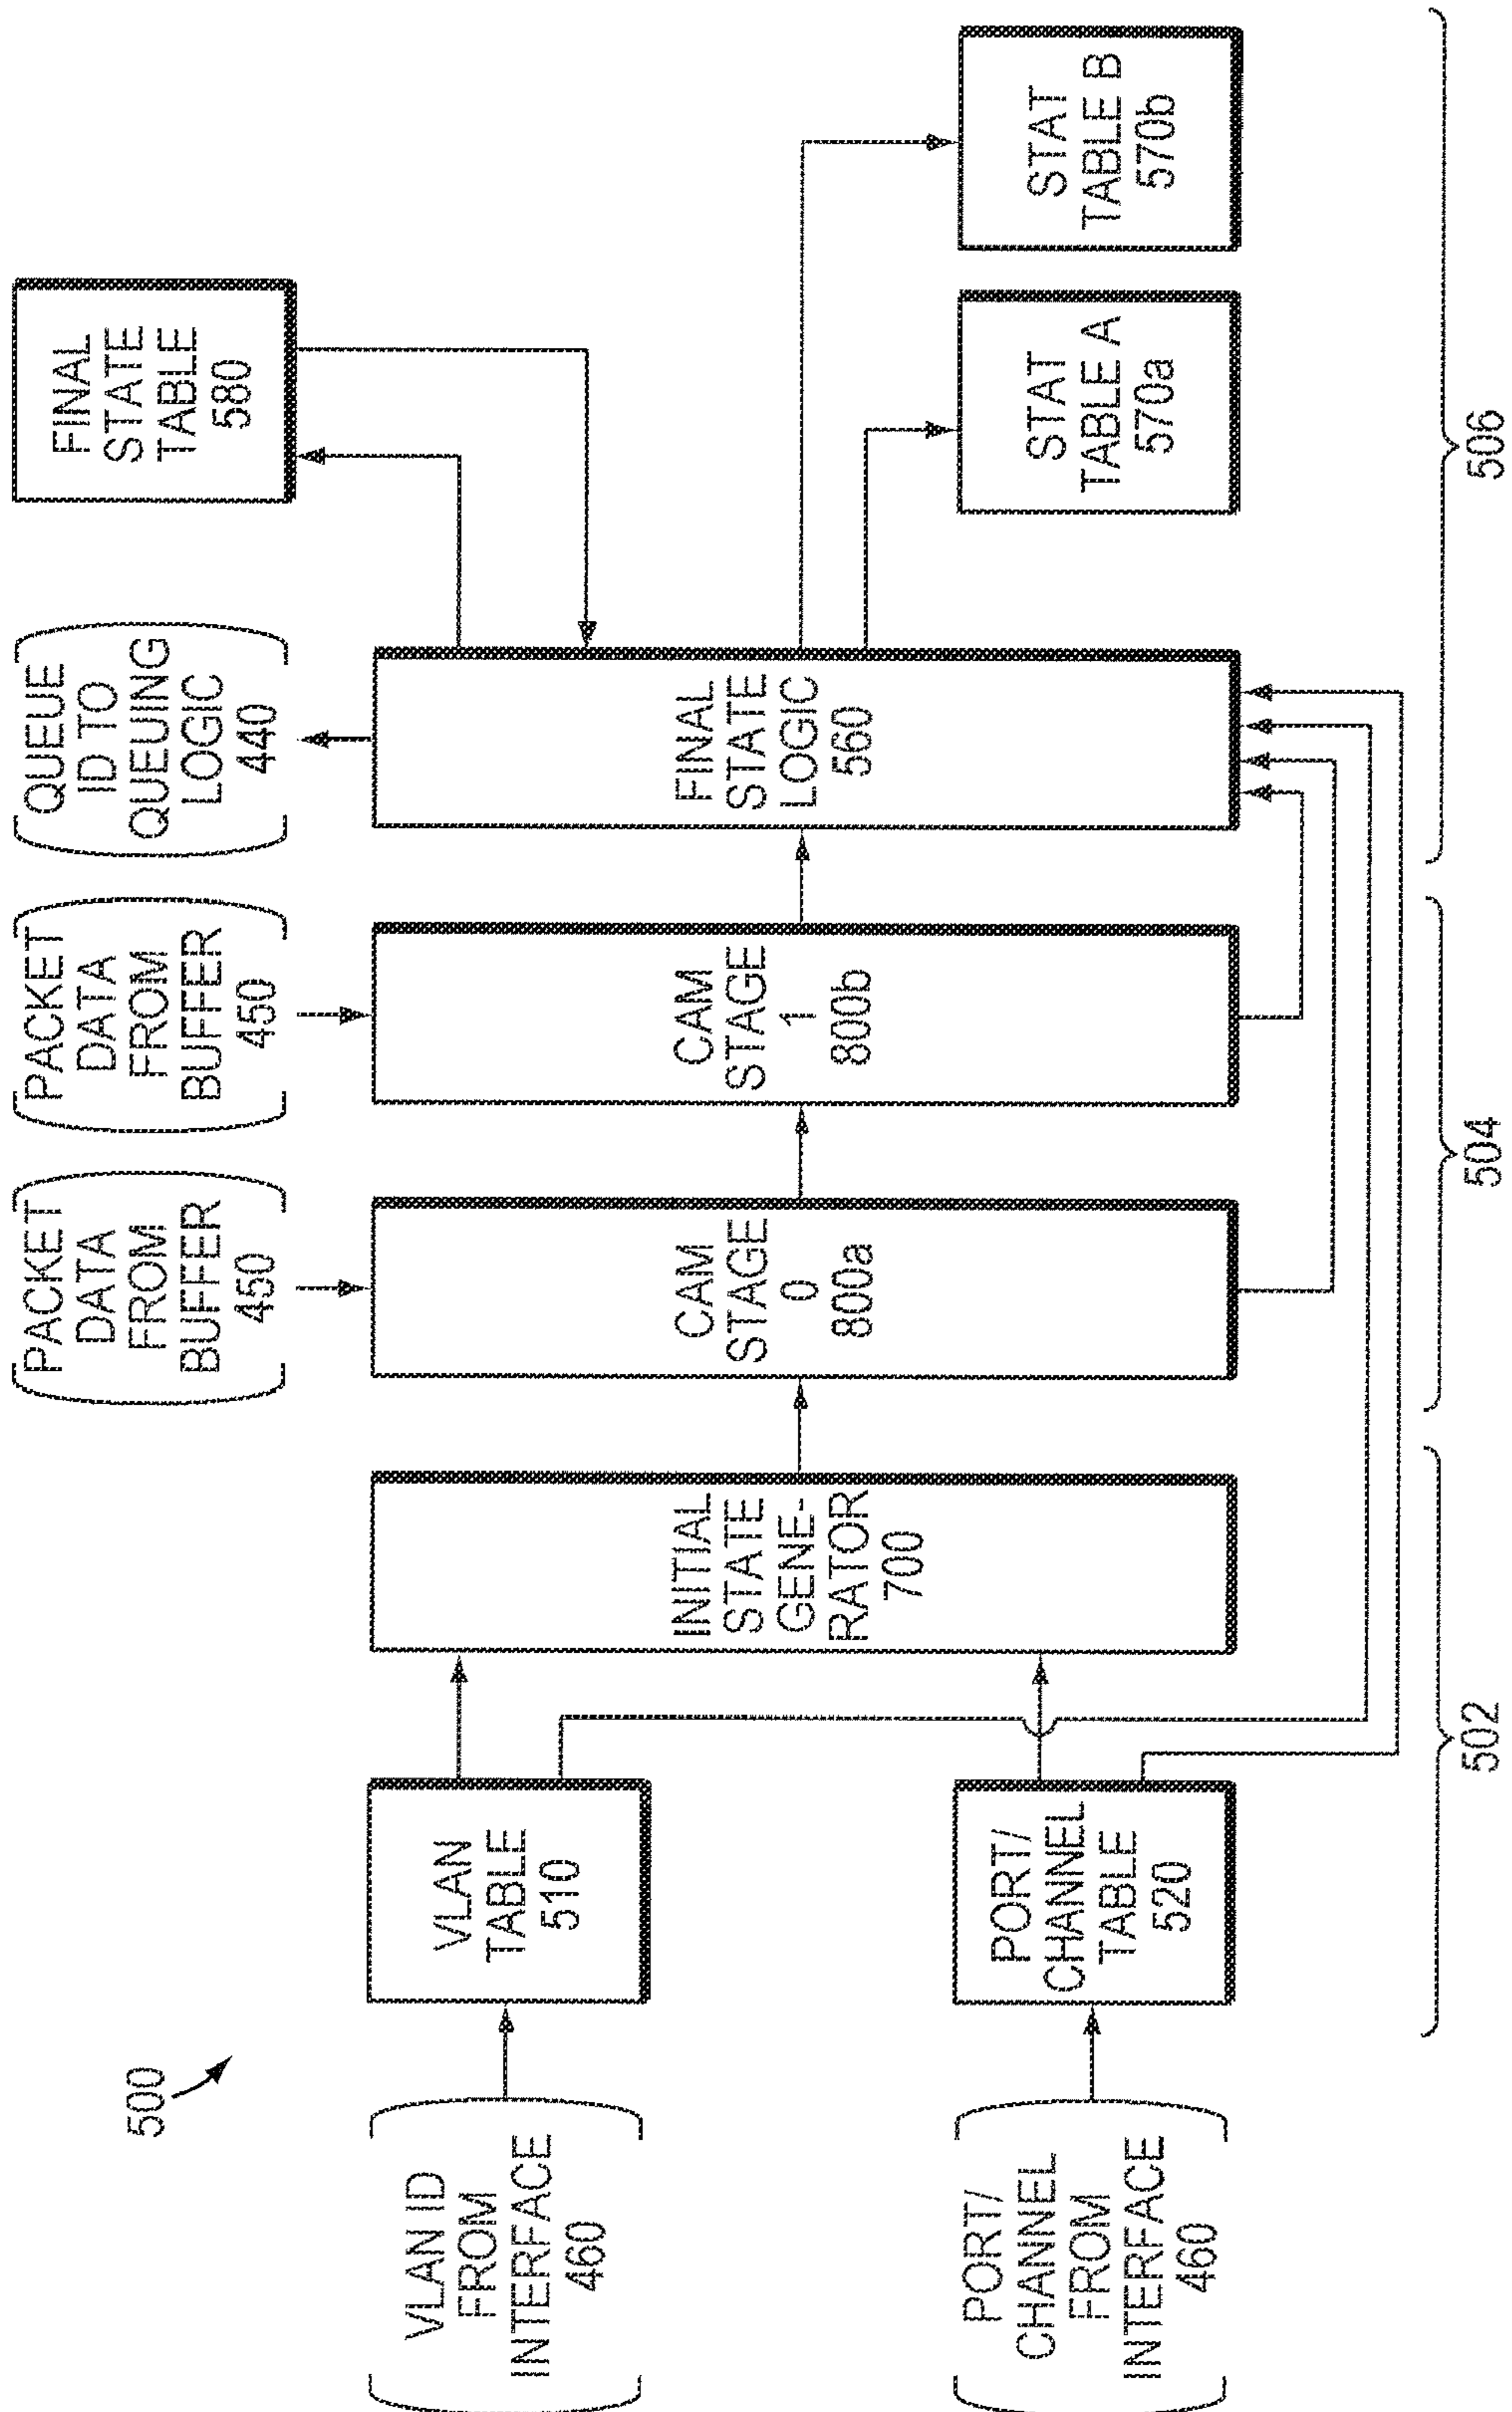 500
VLAN ID
FROM
INTERFACE
460
PORT/
CHANNEL
FROM
INTERFACE
460
VLAN
TABLE
510
PORT/
CHANNEL
TABLE
520
INITIAL
STATE
GENE-
RATOR
700
502
PACKET
DATA
FROM
BUFFER
450
CAM
STAGE
0
800a
PACKET
DATA
FROM
BUFFER
450
CAM
STAGE
1
800b
504
QUEUE
ID TO
QUEUING
LOGIC
440
FINAL
STATE
LOGIC
560
FINAL
STATE
TABLE
580
STAT
TABLE A
570a
STAT
TABLE B
570b
506